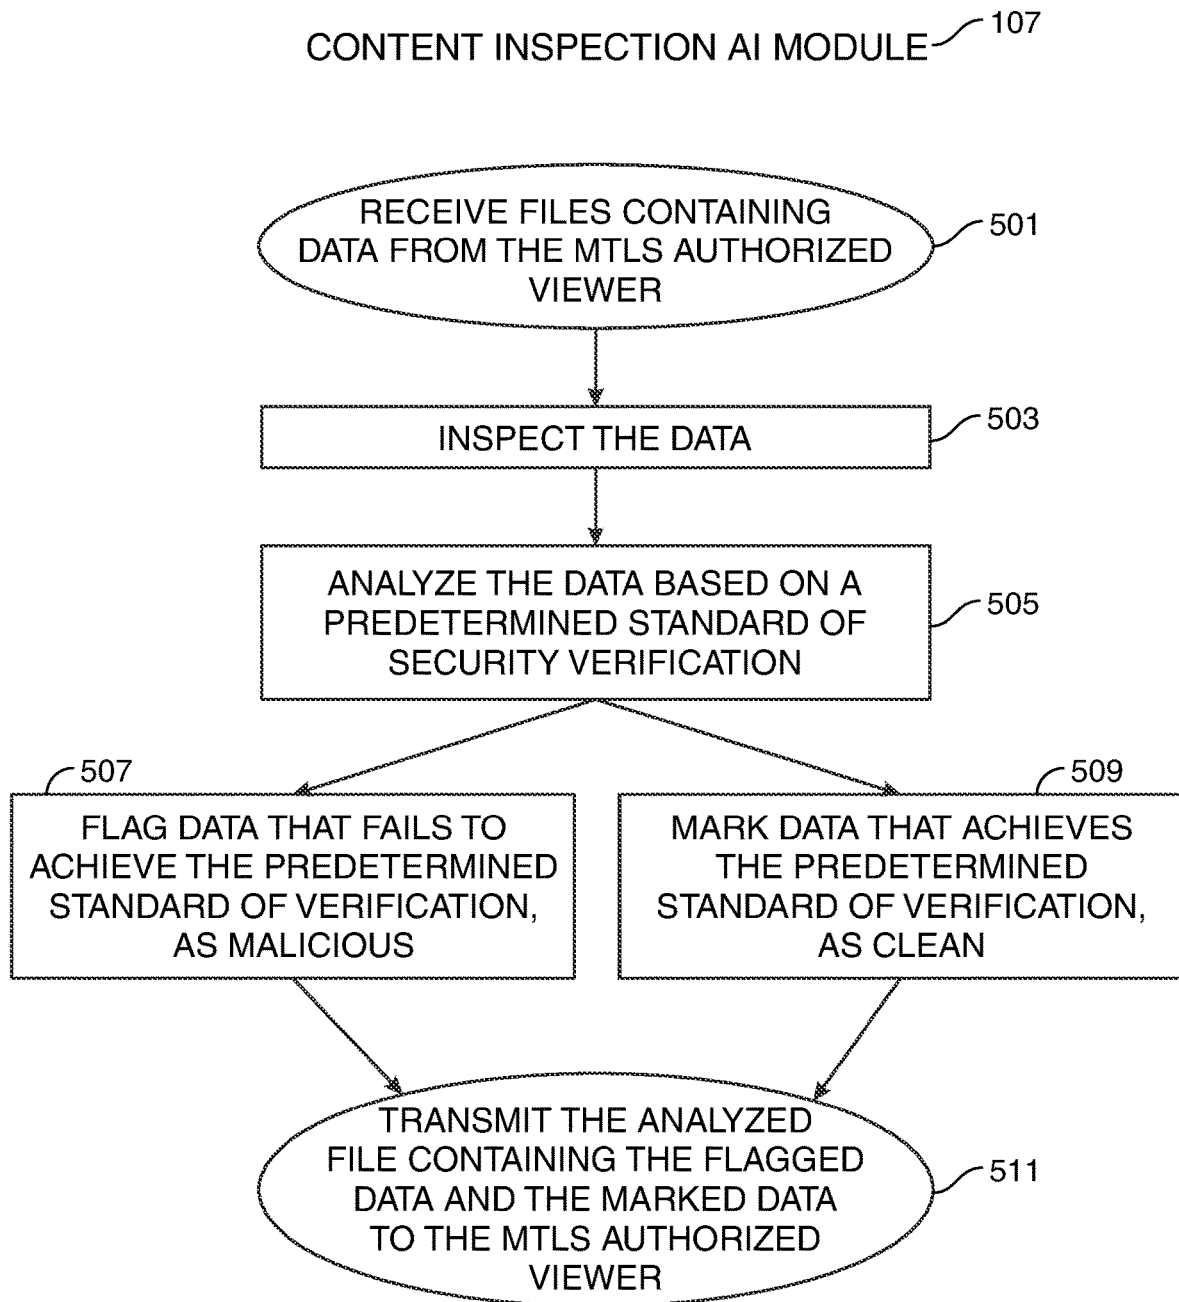 CONTENT INSPECTION AI MODULE 107
RECEIVE FILES CONTAINING
DATA FROM THE MTLS AUTHORIZED
VIEWER
501
INSPECT THE DATA
503
ANALYZE THE DATA BASED ON A
PREDETERMINED STANDARD OF
SECURITY VERIFICATION
505
507
FLAG DATA THAT FAILS TO
ACHIEVE THE PREDETERMINED
STANDARD OF VERIFICATION,
AS MALICIOUS
509
MARK DATA THAT ACHIEVES
THE PREDETERMINED
STANDARD OF VERIFICATION,
AS CLEAN
TRANSMIT THE ANALYZED
FILE CONTAINING THE FLAGGED
DATA AND THE MARKED DATA
TO THE MTLS AUTHORIZED
VIEWER
511